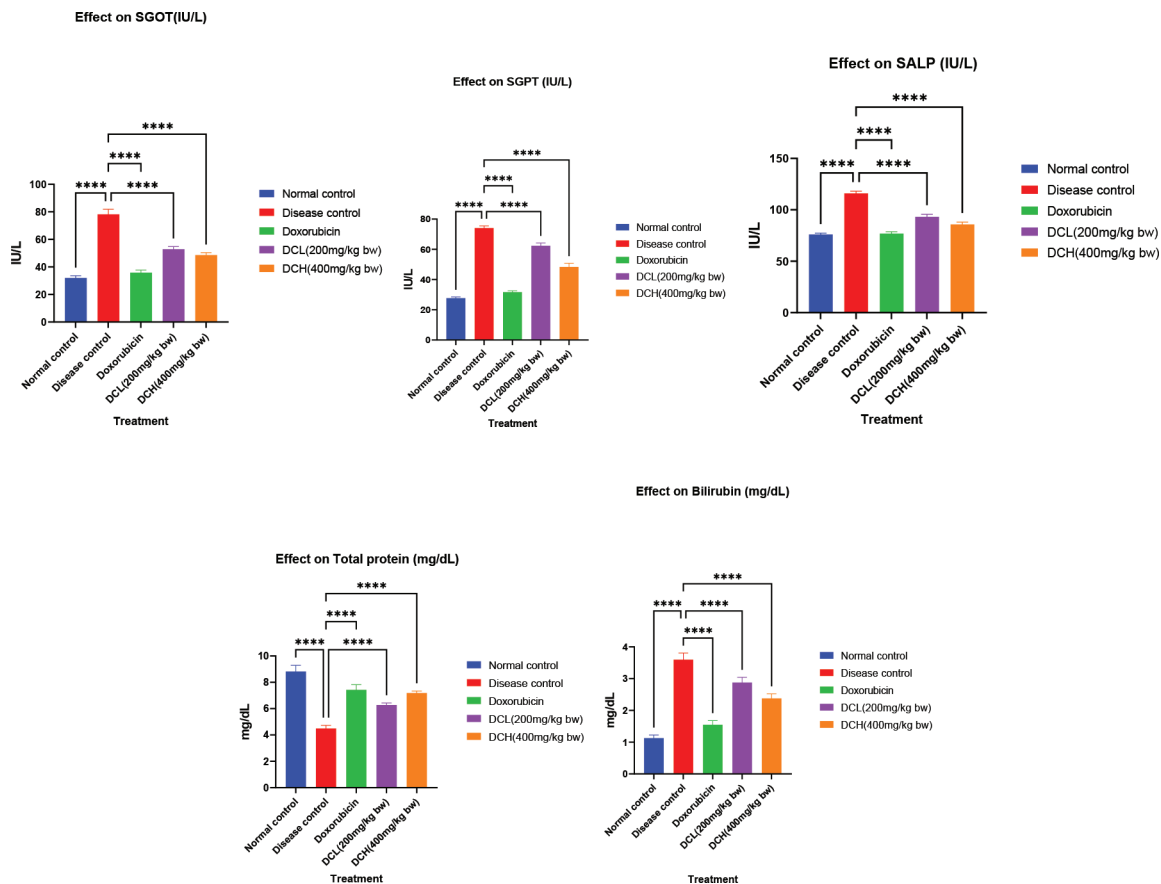 Effect on SGOT(IU/L)
****
****
**** ****
100
80
60
40
20
0
IU/L
Normal control
Disease control
Doxorubicin
DCL(200mg/kg bw)
DCH(400mg/kg bw)
Treatment
Normal control
Disease control
Doxorubicin
DCL(200mg/kg bw)
DCH(400mg/kg bw)
Effect on SGPT (IU/L)
****
****
**** ****
80
60
40
20
0
IU/L
Normal control
Disease control
Doxorubicin
DCL(200mg/kg bw)
DCH(400mg/kg bw)
Treatment
Normal control
Disease control
Doxorubicin
DCL(200mg/kg bw)
DCH(400mg/kg bw)
Effect on SALP (IU/L)
****
****
**** ****
150
100
50
0
IU/L
Normal control
Disease control
Doxorubicin
DCL(200mg/kg bw)
DCH(400mg/kg bw)
Treatment
Normal control
Disease control
Doxorubicin
DCL(200mg/kg bw)
DCH(400mg/kg bw)
Effect on Total protein (mg/dL)
****
****
**** ****
10
8
6
4
2
0
mg/dL
Normal control
Disease control
Doxorubicin
DCL(200mg/kg bw)
DCH(400mg/kg bw)
Treatment
Normal control
Disease control
Doxorubicin
DCL(200mg/kg bw)
DCH(400mg/kg bw)
Effect on Bilirubin (mg/dL)
****
**** ****
****
4
3
2
1
0
mg/dL
Normal control
Disease control
Doxorubicin
DCL(200mg/kg bw)
DCH(400mg/kg bw)
Treatment
Normal control
Disease control
Doxorubicin
DCL(200mg/kg bw)
DCH(400mg/kg bw)